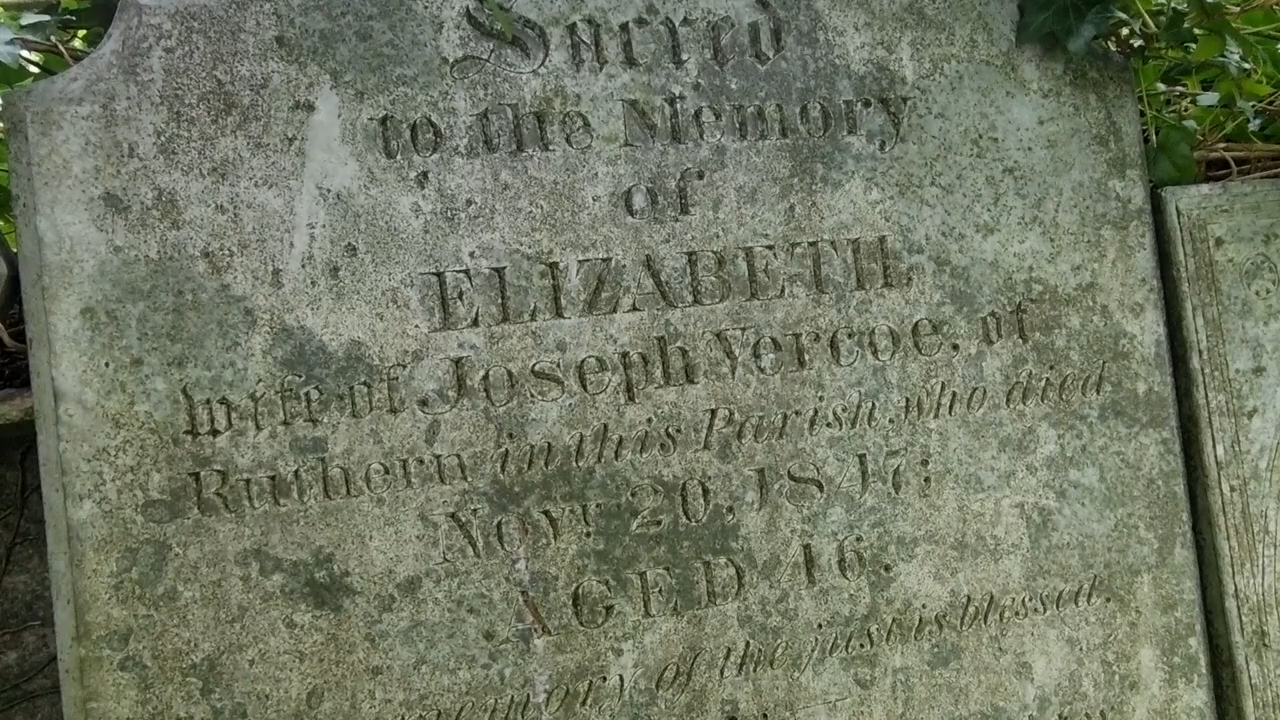 Sacred
to the Memory
of
ELIZABETH,
wife of Joseph Vercoe, of
Ruthern in this Parish, who died
Novr. 20, 1847;
AGED 46.
memory of the just is blessed.